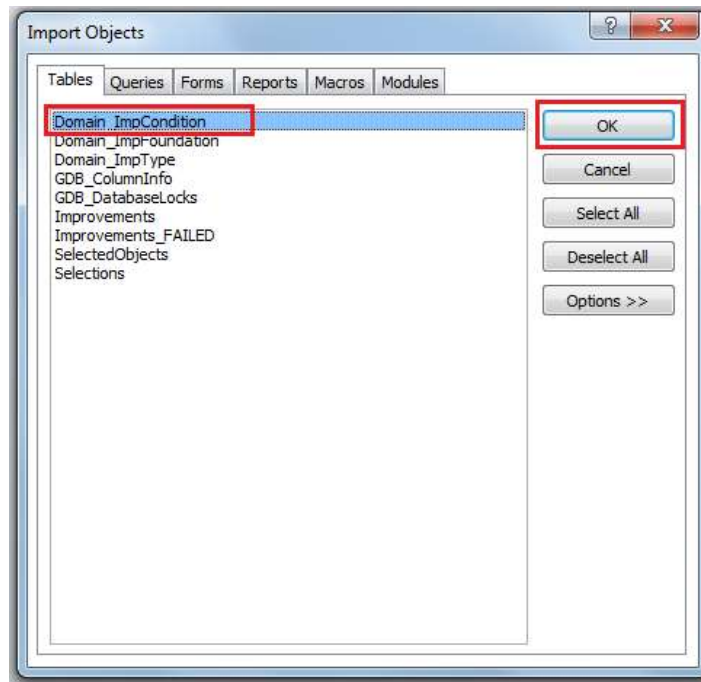 Import Objects
Tables Queries Forms Reports Macros Modules
Domain_ImpCondition
Domain_ImpFoundation
Domain_ImpType
GDB_ColumnInfo
GDB_DatabaseLocks
Improvements
Improvements_FAILED
SelectedObjects
Selections
OK
Cancel
Select All
Deselect All
Options >>